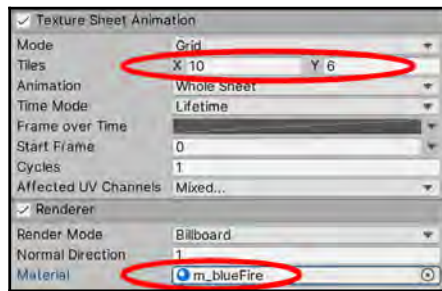 Texture Sheet Animation
Mode Grid
Tiles X 10 Y 6
Animation Whole Sheet
Time Mode Lifetime
Frame over Time
Start Frame 0
Cycles 1
Affected UV Channels Mixed...
Renderer
Render Mode Billboard
Normal Direction 1
Material m_blueFire